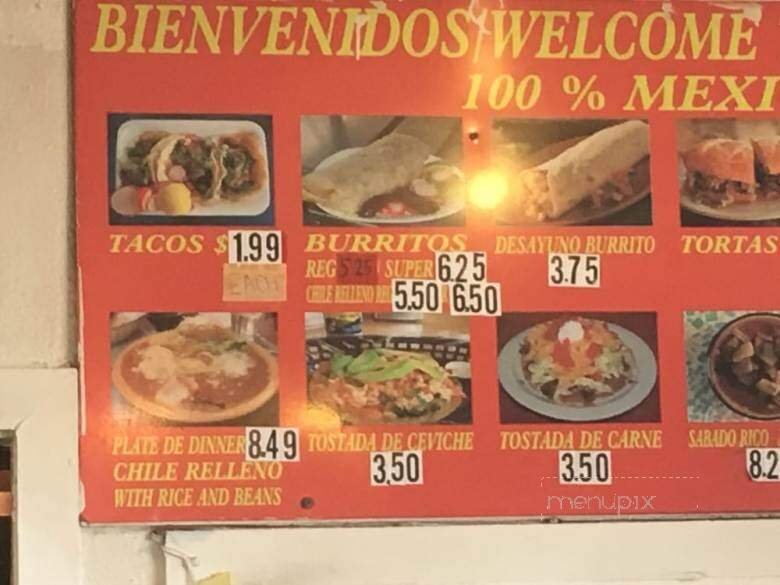 BIENVENIDOS WELCOME
100 % MEXI
TACOS $1.99
EACH
BURRITOS
REG 5.25 SUPER 6.25
CHILE RELLENO 5.50 6.50
DESAYUNO BURRITO
3.75
TORTAS
PLATE DE DINNER 8.49
CHILE RELLENO
WITH RICE AND BEANS
TOSTADA DE CEVICHE
3.50
TOSTADA DE CARNE
3.50
SABADO RICO
8.2
menupix